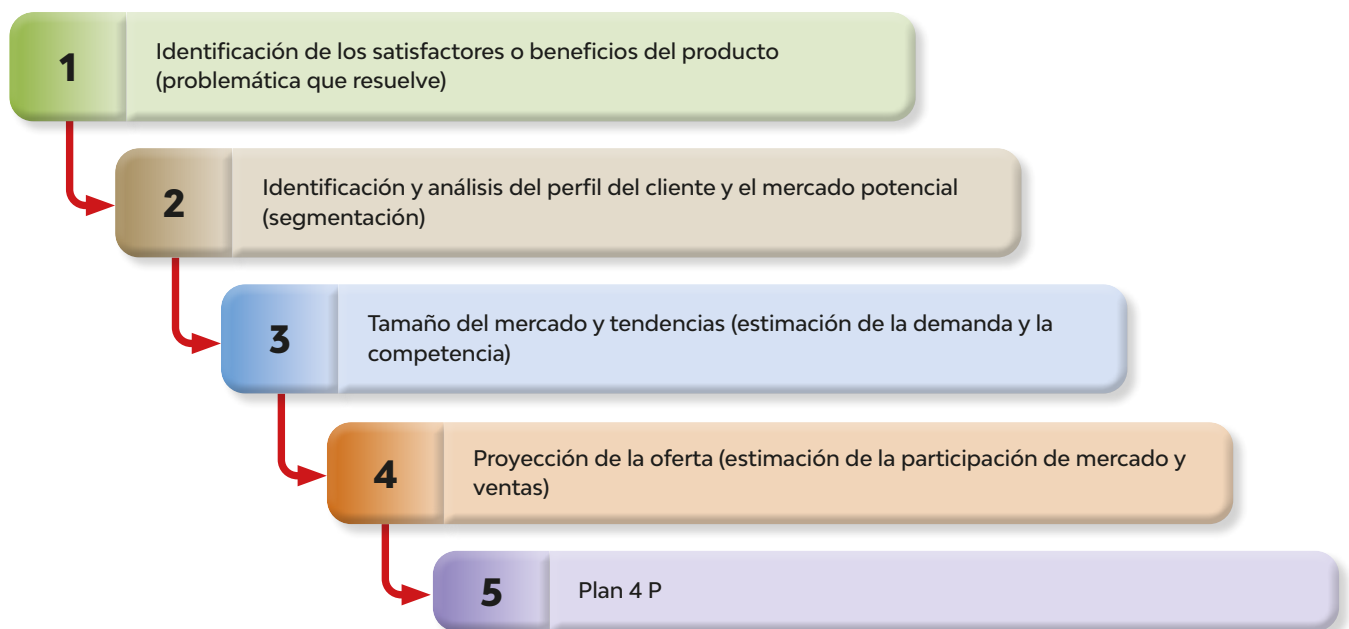 1
Identificación de los satisfactores o beneficios del producto
(problemática que resuelve)
2
Identificación y análisis del perfil del cliente y el mercado potencial
(segmentación)
3
Tamaño del mercado y tendencias (estimación de la demanda y la
competencia)
4
Proyección de la oferta (estimación de la participación de mercado y
ventas)
5
Plan 4 P